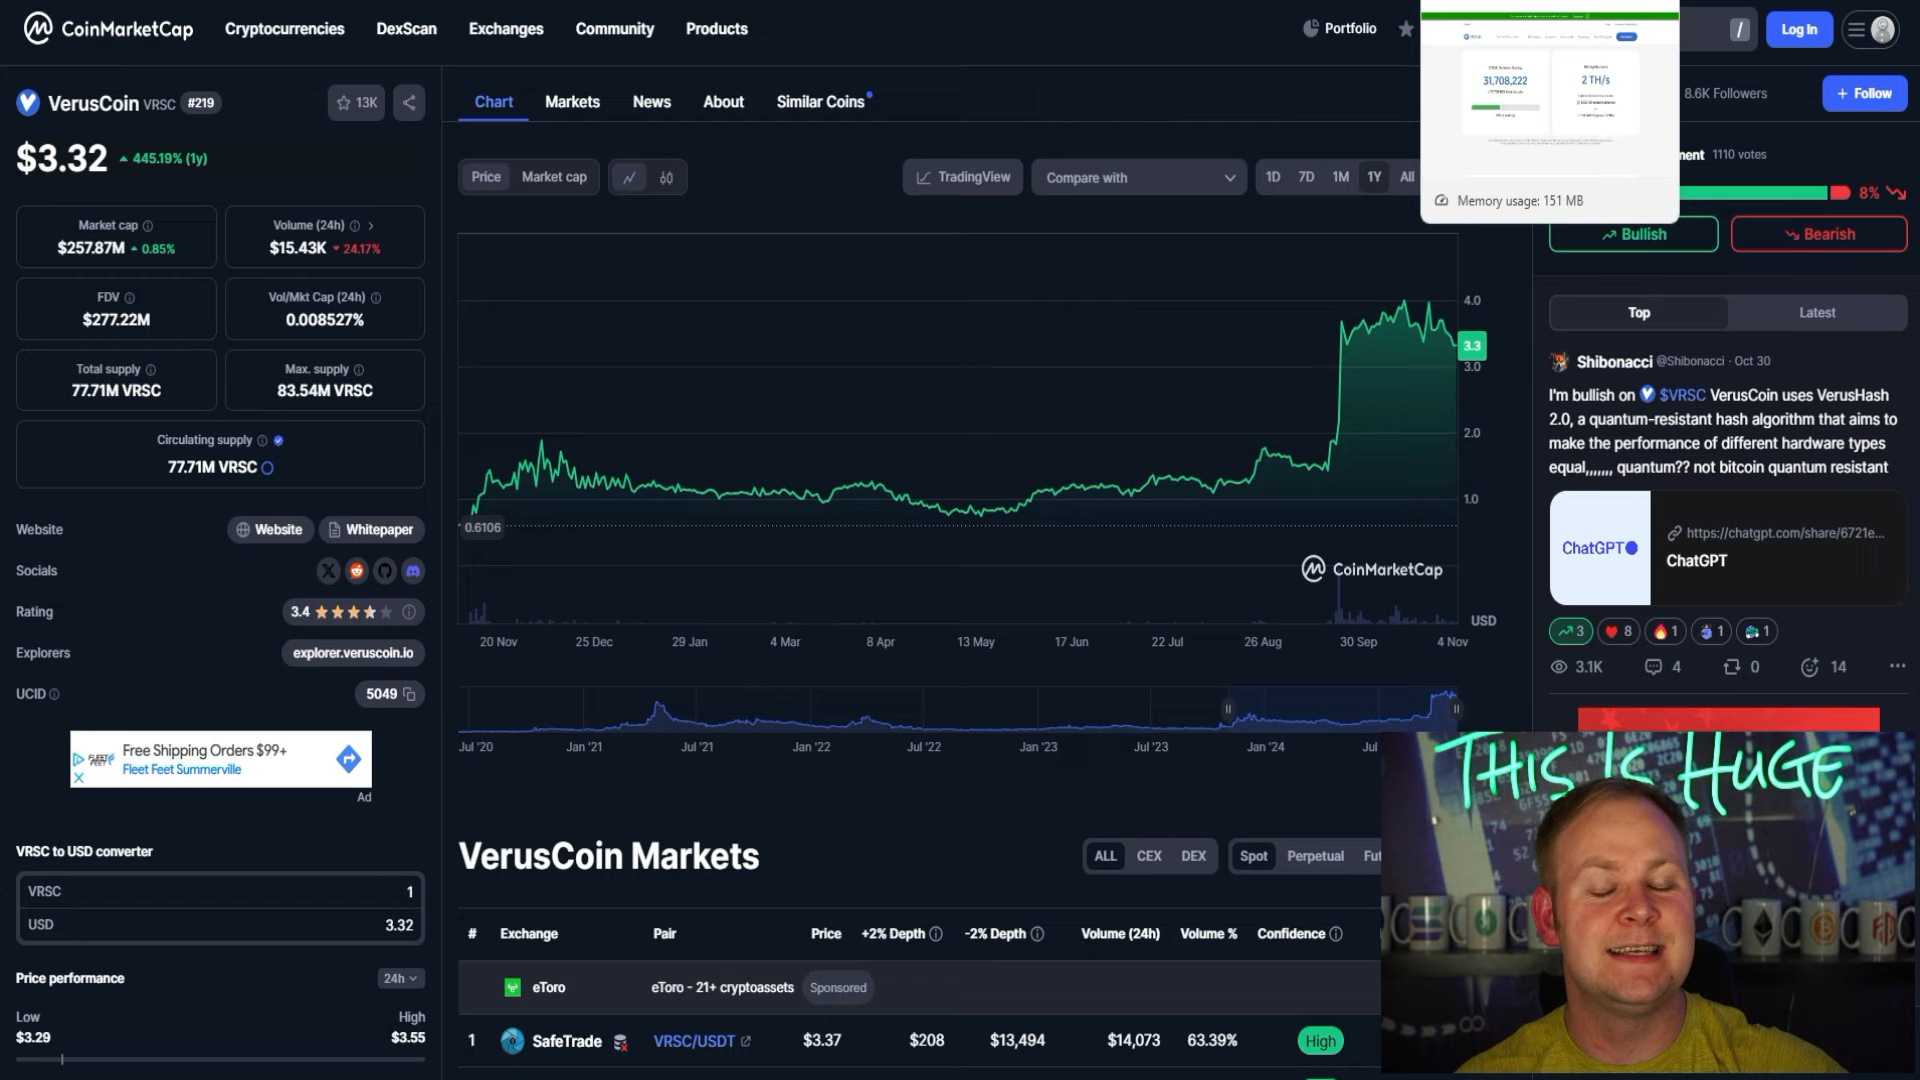 CoinMarketCap
Cryptocurrencies
DexScan
Exchanges
Community
Products
Portfolio
/
Log In
VerusCoin VRSC #219
13K
$3.32 445.19% (1y)
Market cap
$257.87M 0.85%
Volume (24h)
$15.43K 24.17%
FDV
$277.22M
Vol/Mkt Cap (24h)
0.008527%
Total supply
77.71M VRSC
Max. supply
83.54M VRSC
Circulating supply
77.71M VRSC
Website
Website
Whitepaper
Socials
Rating
3.4
Explorers
explorer.veruscoin.io
UCID
5049
FLEET FEET
Free Shipping Orders $99+
Fleet Feet Summerville
Ad
VRSC to USD converter
VRSC 1
USD 3.32
Price performance
24h
Low High
$3.29 $3.55
Chart
Markets
News
About
Similar Coins
Price
Market cap
TradingView
Compare with
1D 7D 1M 1Y All
4.0
3.3
3.0
2.0
1.0
0.6106
CoinMarketCap
USD
20 Nov 25 Dec 29 Jan 4 Mar 8 Apr 13 May 17 Jun 22 Jul 26 Aug 30 Sep 4 Nov
Jul '20 Jan '21 Jul '21 Jan '22 Jul '22 Jan '23 Jul '23 Jan '24 Jul
VerusCoin Markets
ALL CEX DEX
Spot Perpetual Fut
# Exchange Pair Price +2% Depth -2% Depth Volume (24h) Volume % Confidence
eToro eToro - 21+ cryptoassets Sponsored
1 SafeTrade VRSC/USDT $3.37 $208 $13,494 $14,073 63.39% High
31,708,222
2 TH/s
Memory usage: 151 MB
8.6K Followers
+ Follow
ment 1110 votes
8%
Bullish
Bearish
Top
Latest
Shibonacci @Shibonacci · Oct 30
I'm bullish on $VRSC VerusCoin uses VerusHash
2.0, a quantum-resistant hash algorithm that aims to
make the performance of different hardware types
equal,,,,,,, quantum?? not bitcoin quantum resistant
ChatGPT
https://chatgpt.com/share/6721e...
ChatGPT
3
8
1
1
1
3.1K
4
0
14
THIS IS HUGE